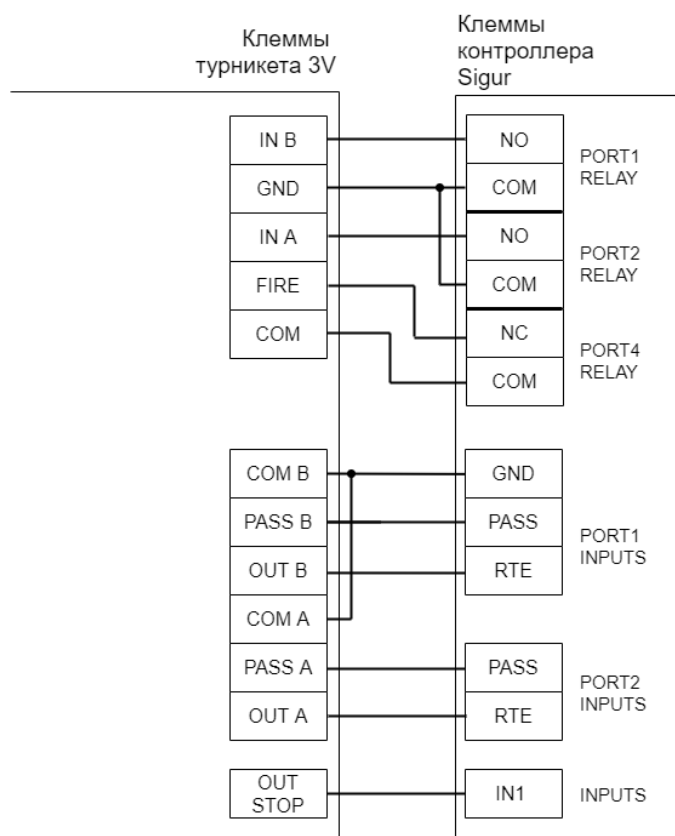 Клеммы
турникета 3V
Клеммы
контроллера
Sigur
IN B
NO
PORT1
RELAY
GND
COM
IN A
NO
PORT2
RELAY
FIRE
COM
COM
NC
PORT4
RELAY
COM
COM B
GND
PASS B
PASS
PORT1
INPUTS
OUT B
RTE
COM A
PASS A
PASS
PORT2
INPUTS
OUT A
RTE
OUT
STOP
IN1
INPUTS